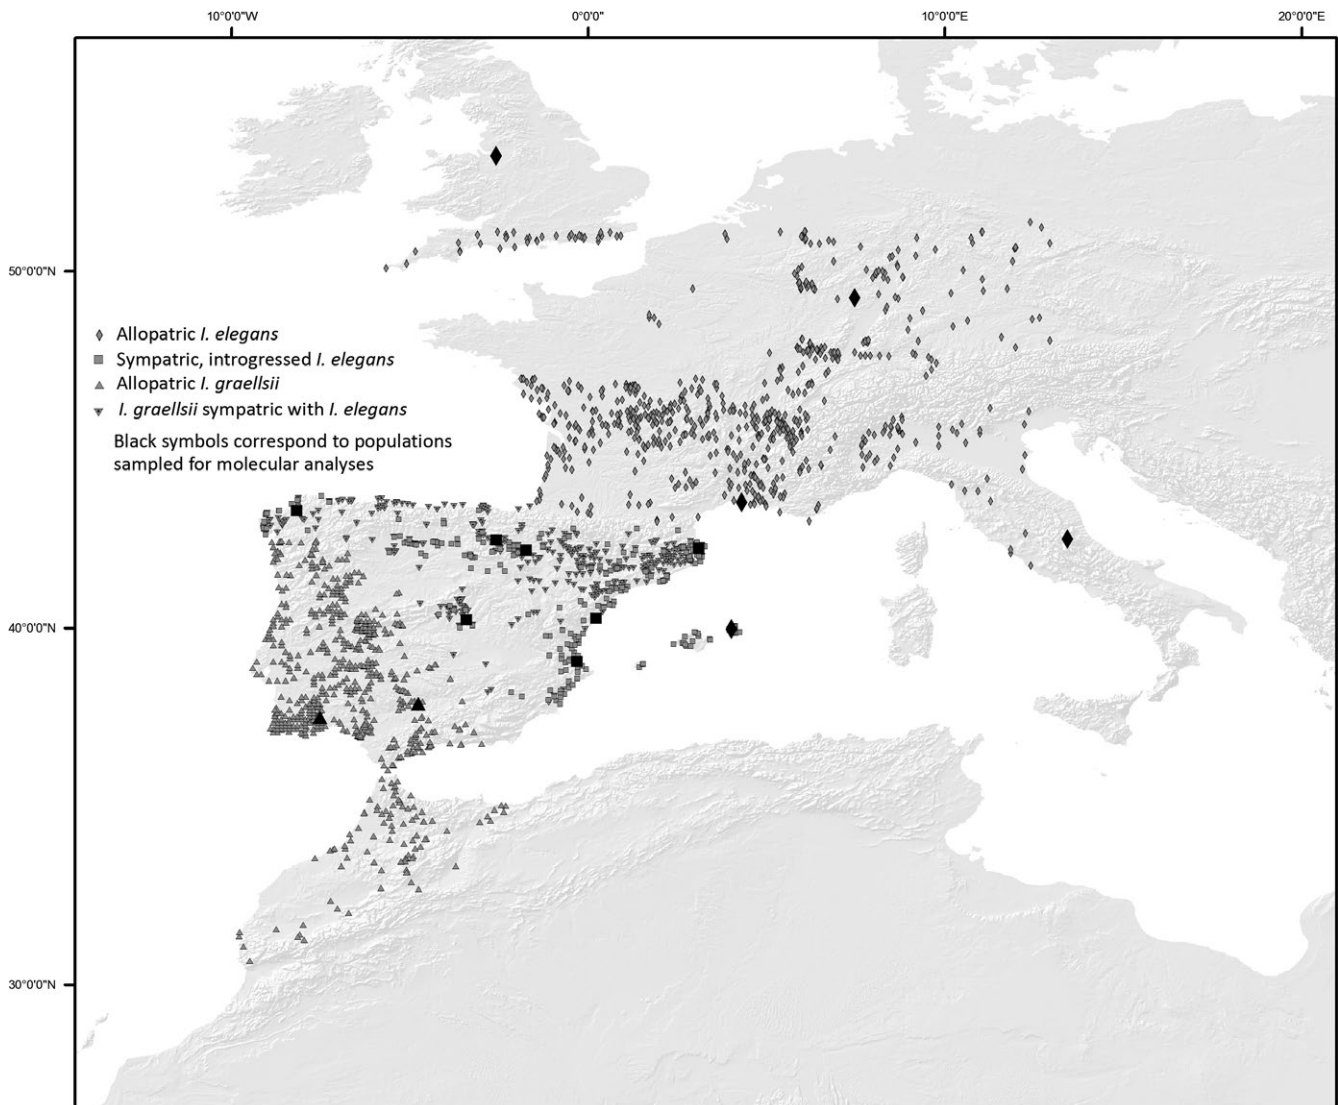 10°0'0"W 0°0'0" 10°0'0"E 20°0'0"E
50°0'0"N
Allopatric I. elegans
Sympatric, introgressed I. elegans
Allopatric I. graellsii
I. graellsii sympatric with I. elegans
Black symbols correspond to populations
sampled for molecular analyses
40°0'0"N
30°0'0"N